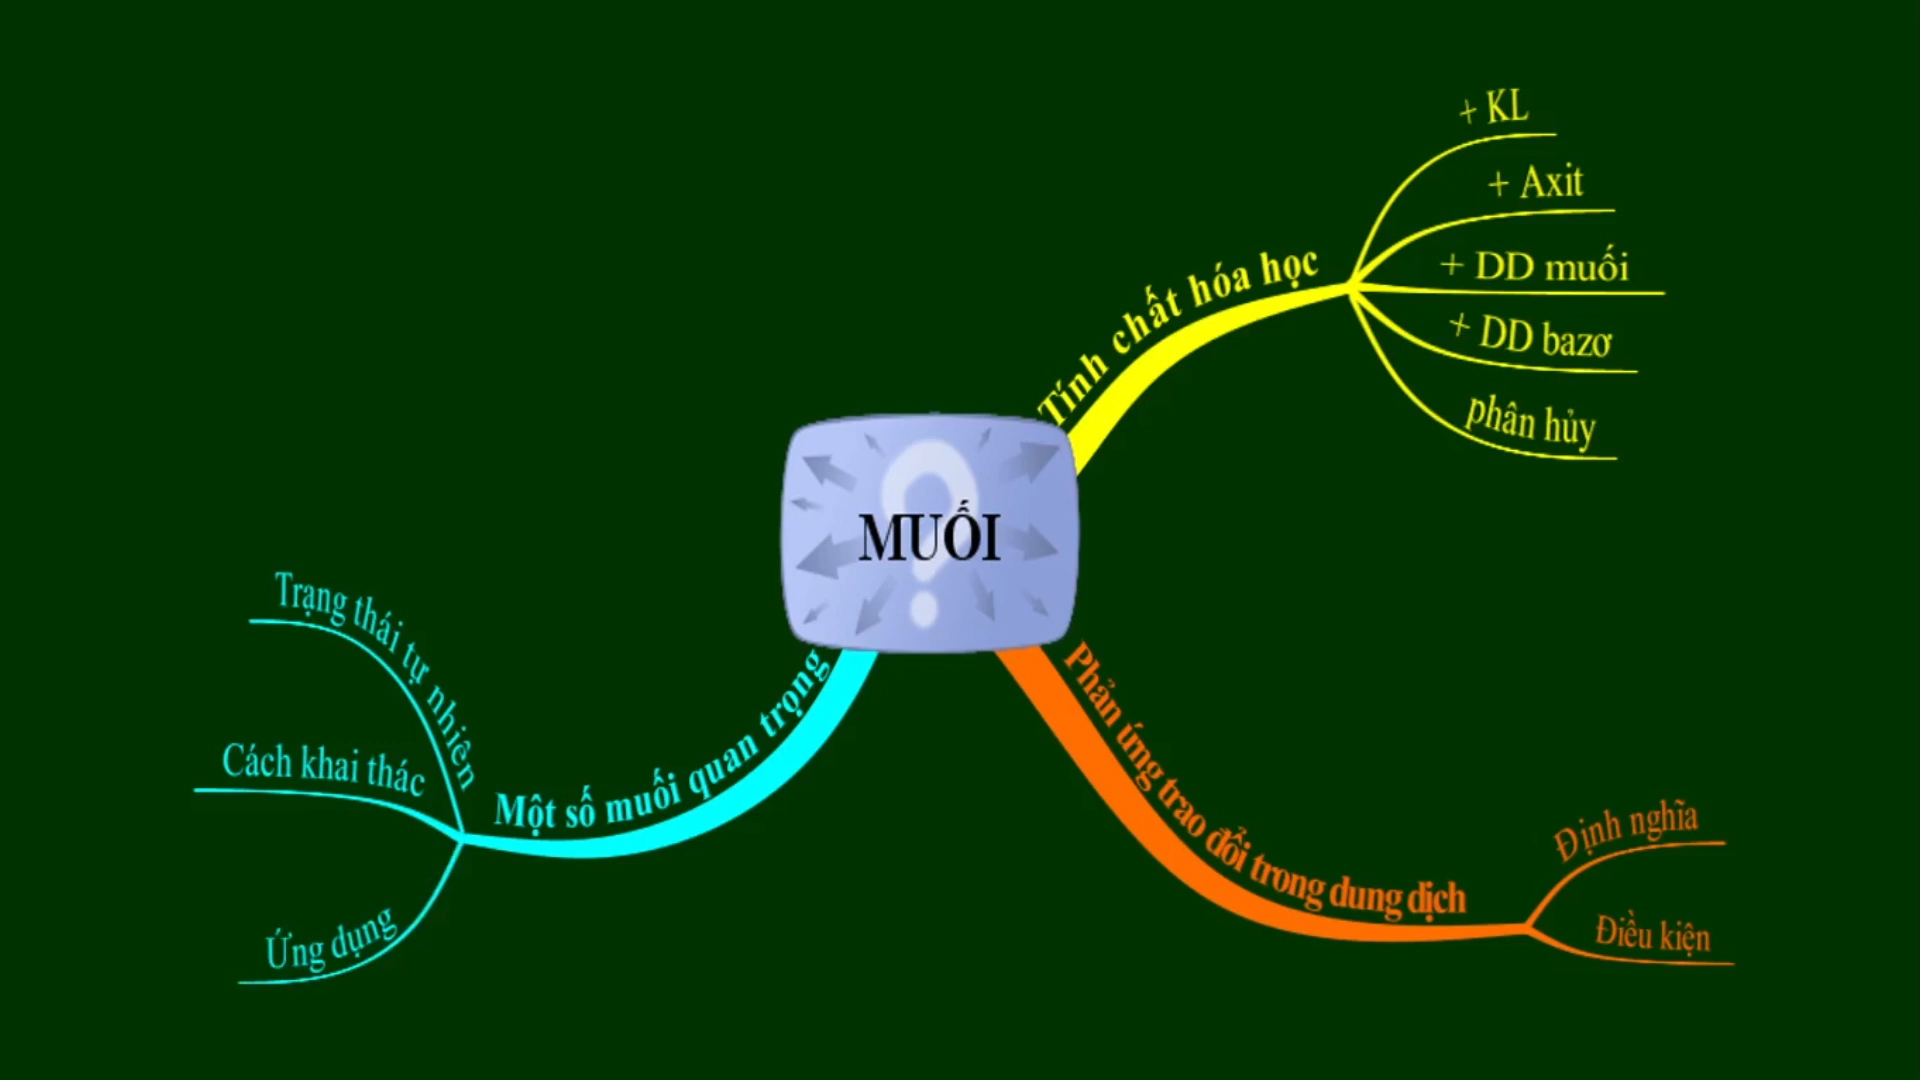 MUỐI
Tính chất hóa học
+ KL
+ Axit
+ DD muối
+ DD bazơ
phân hủy
Phản ứng trao đổi trong dung dịch
Định nghĩa
Điều kiện
Một số muối quan trọng
Trạng thái tự nhiên
Cách khai thác
Ứng dụng